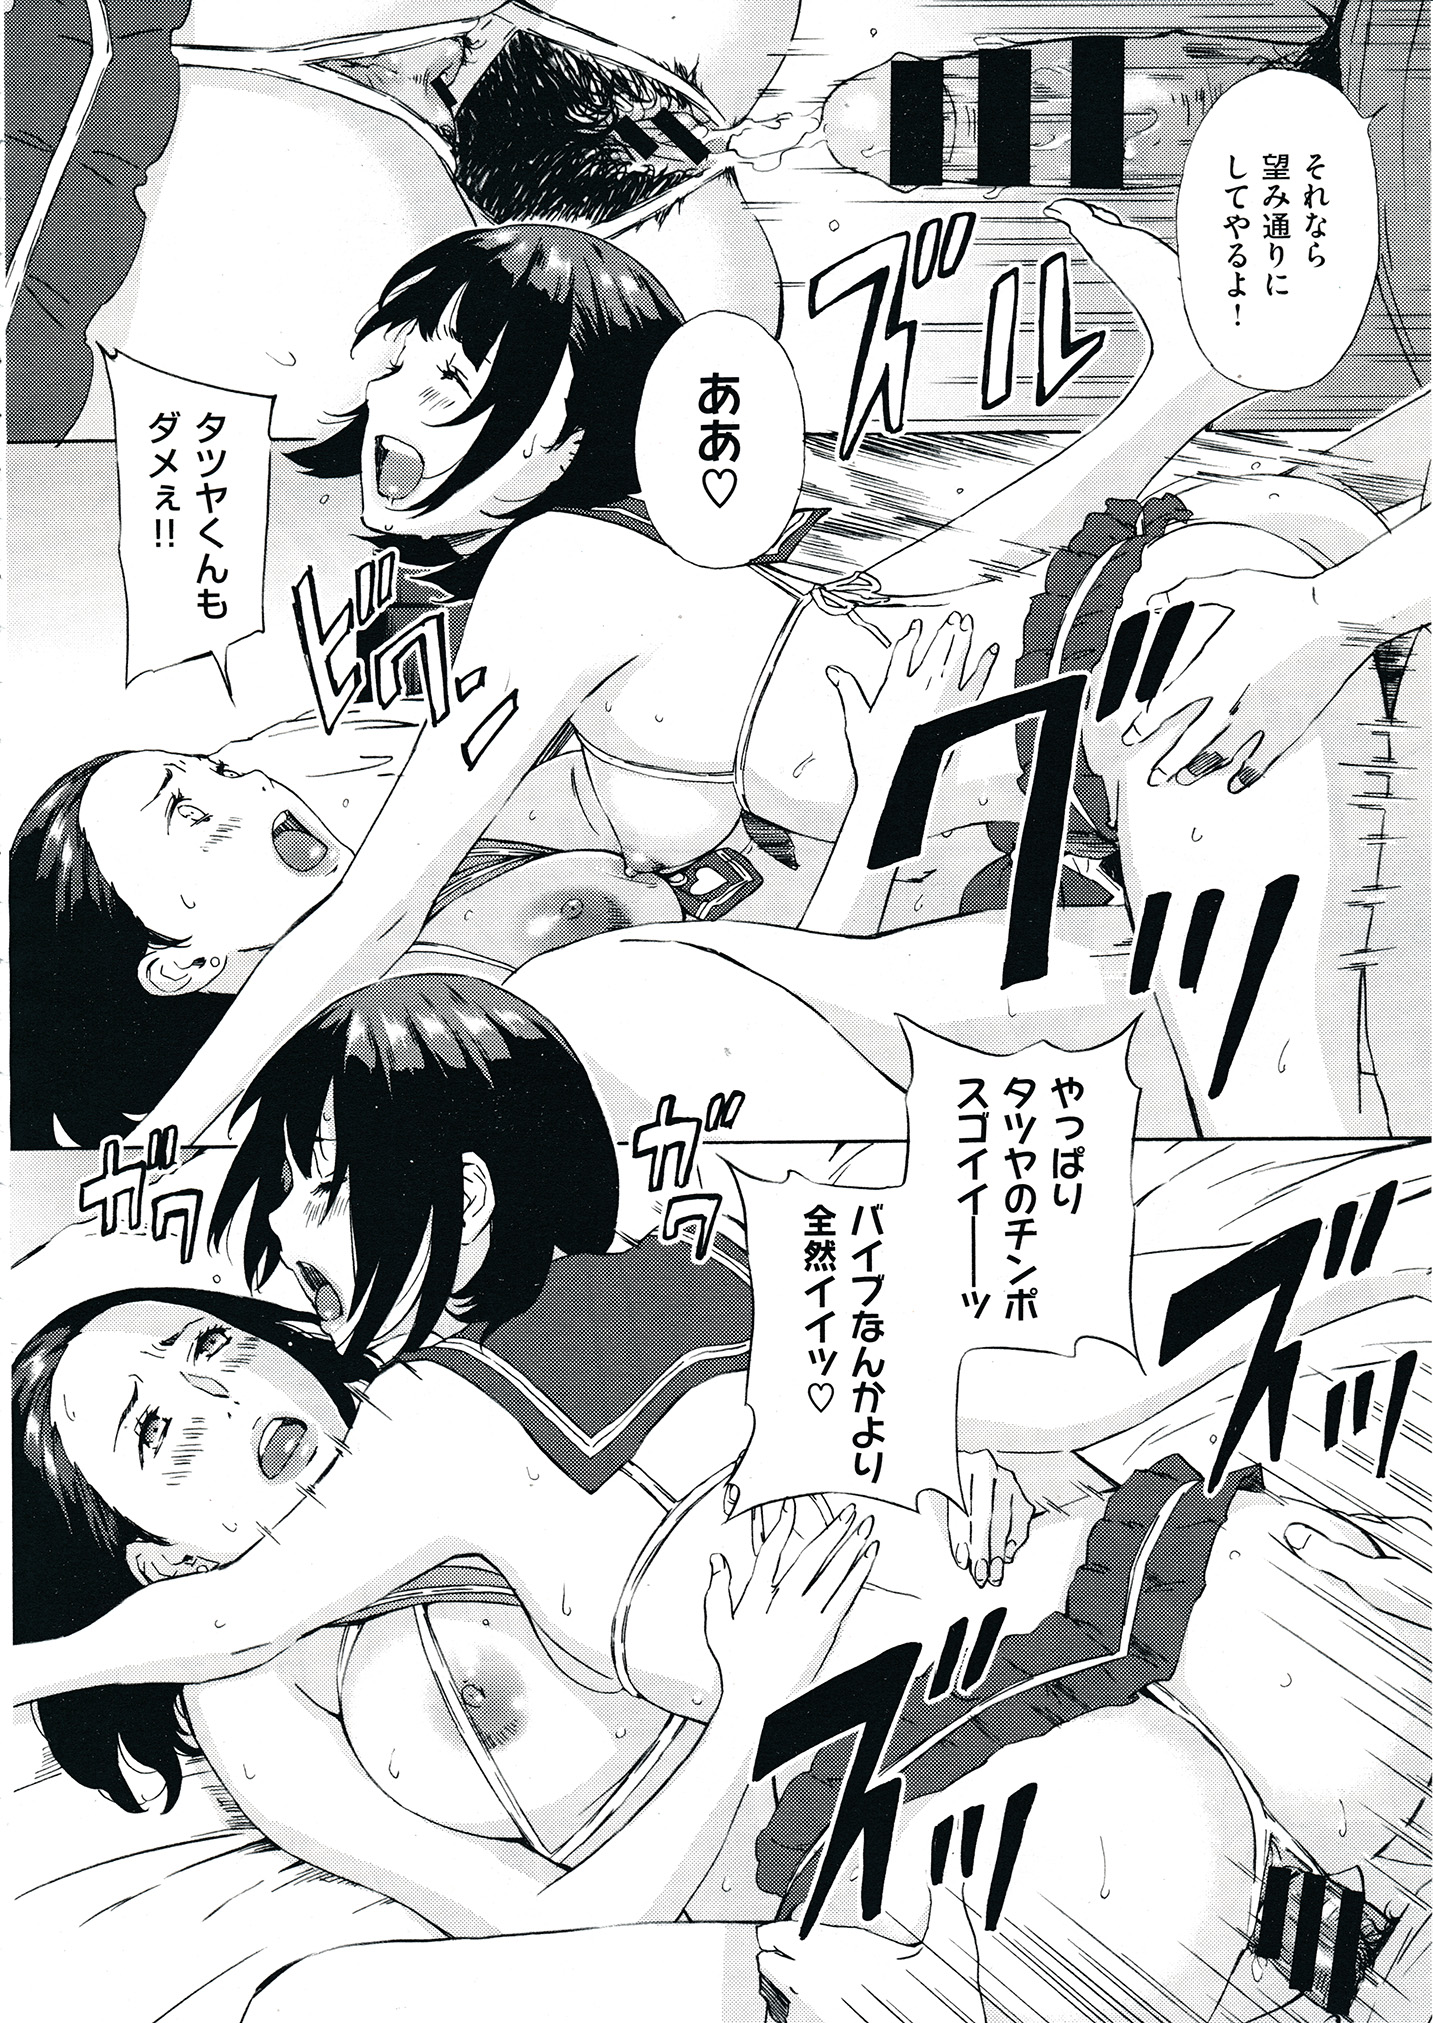 それなら
望み通りに
してやるよ！
ズル
ああ♡
タツヤくんも
ダメぇ!!
ビクン
グリッ
やっぱり
タツヤのチンポ
スゴイイーーッ
バイブなんかより
全然イイッ♡
ガク
ガク
ズブ
ズブッ